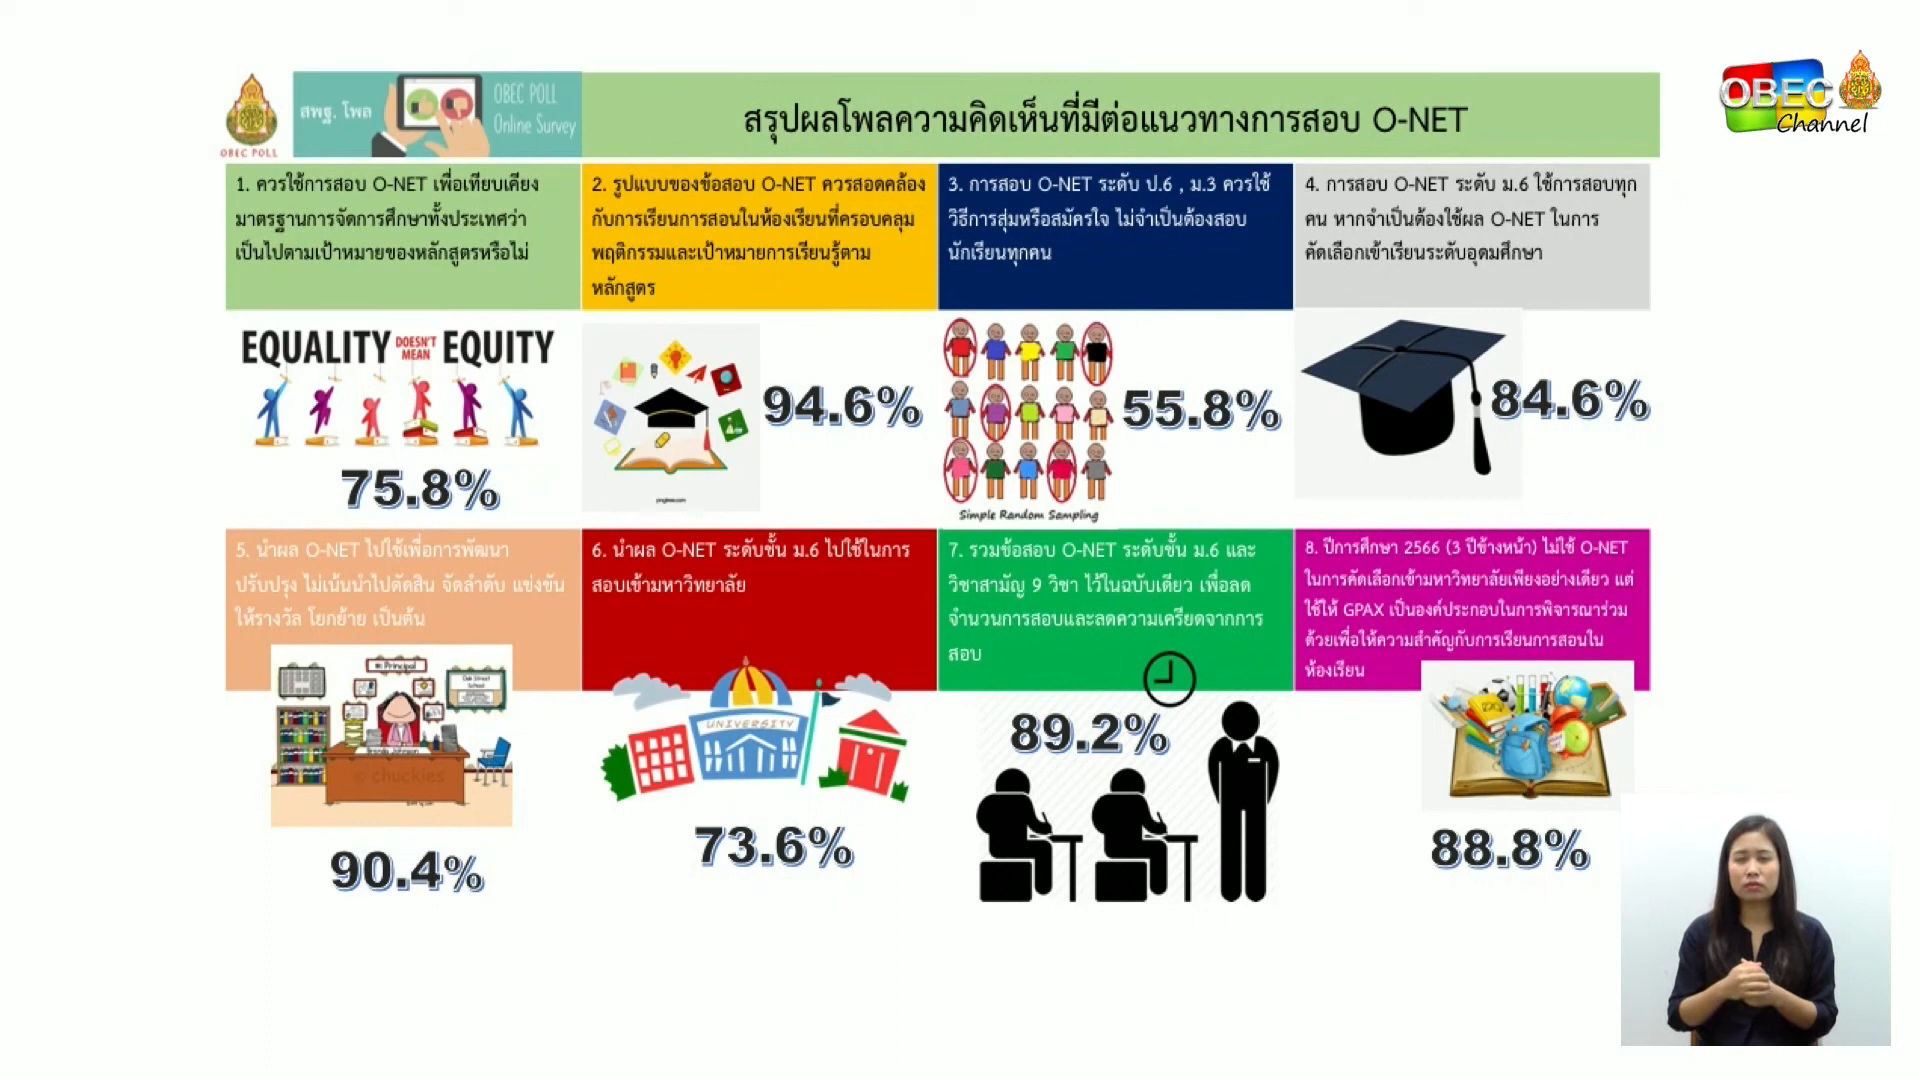 OBEC POLL
สพฐ. โพล
OBEC POLL
Online Survey
สรุปผลโพลความคิดเห็นที่มีต่อแนวทางการสอบ O-NET
OBEC
Channel
1. ควรใช้การสอบ O-NET เพื่อเทียบเคียง
มาตรฐานการจัดการศึกษาทั้งประเทศว่า
เป็นไปตามเป้าหมายของหลักสูตรหรือไม่
2. รูปแบบของข้อสอบ O-NET ควรสอดคล้อง
กับการเรียนการสอนในห้องเรียนที่ครอบคลุม
พฤติกรรมและเป้าหมายการเรียนรู้ตาม
หลักสูตร
3. การสอบ O-NET ระดับ ป.6 , ม.3 ควรใช้
วิธีการสุ่มหรือสมัครใจ ไม่จำเป็นต้องสอบ
นักเรียนทุกคน
4. การสอบ O-NET ระดับ ม.6 ใช้การสอบทุก
คน หากจำเป็นต้องใช้ผล O-NET ในการ
คัดเลือกเข้าเรียนระดับอุดมศึกษา
EQUALITY DOESN'T MEAN EQUITY
75.8%
94.6%
Simple Random Sampling
55.8%
84.6%
5. นำผล O-NET ไปใช้เพื่อการพัฒนา
ปรับปรุง ไม่เน้นนำไปตัดสิน จัดลำดับ แข่งขัน
ให้รางวัล โยกย้าย เป็นต้น
6. นำผล O-NET ระดับชั้น ม.6 ไปใช้ในการ
สอบเข้ามหาวิทยาลัย
7. รวมข้อสอบ O-NET ระดับชั้น ม.6 และ
วิชาสามัญ 9 วิชา ไว้ในฉบับเดียว เพื่อลด
จำนวนการสอบและลดความเครียดจากการ
สอบ
8. ปีการศึกษา 2566 (3 ปีข้างหน้า) ไม่ใช้ O-NET
ในการคัดเลือกเข้ามหาวิทยาลัยเพียงอย่างเดียว แต่
ใช้ให้ GPAX เป็นองค์ประกอบในการพิจารณาร่วม
ด้วยเพื่อให้ความสำคัญกับการเรียนการสอนใน
ห้องเรียน
Principal
90.4%
UNIVERSITY
73.6%
89.2%
88.8%